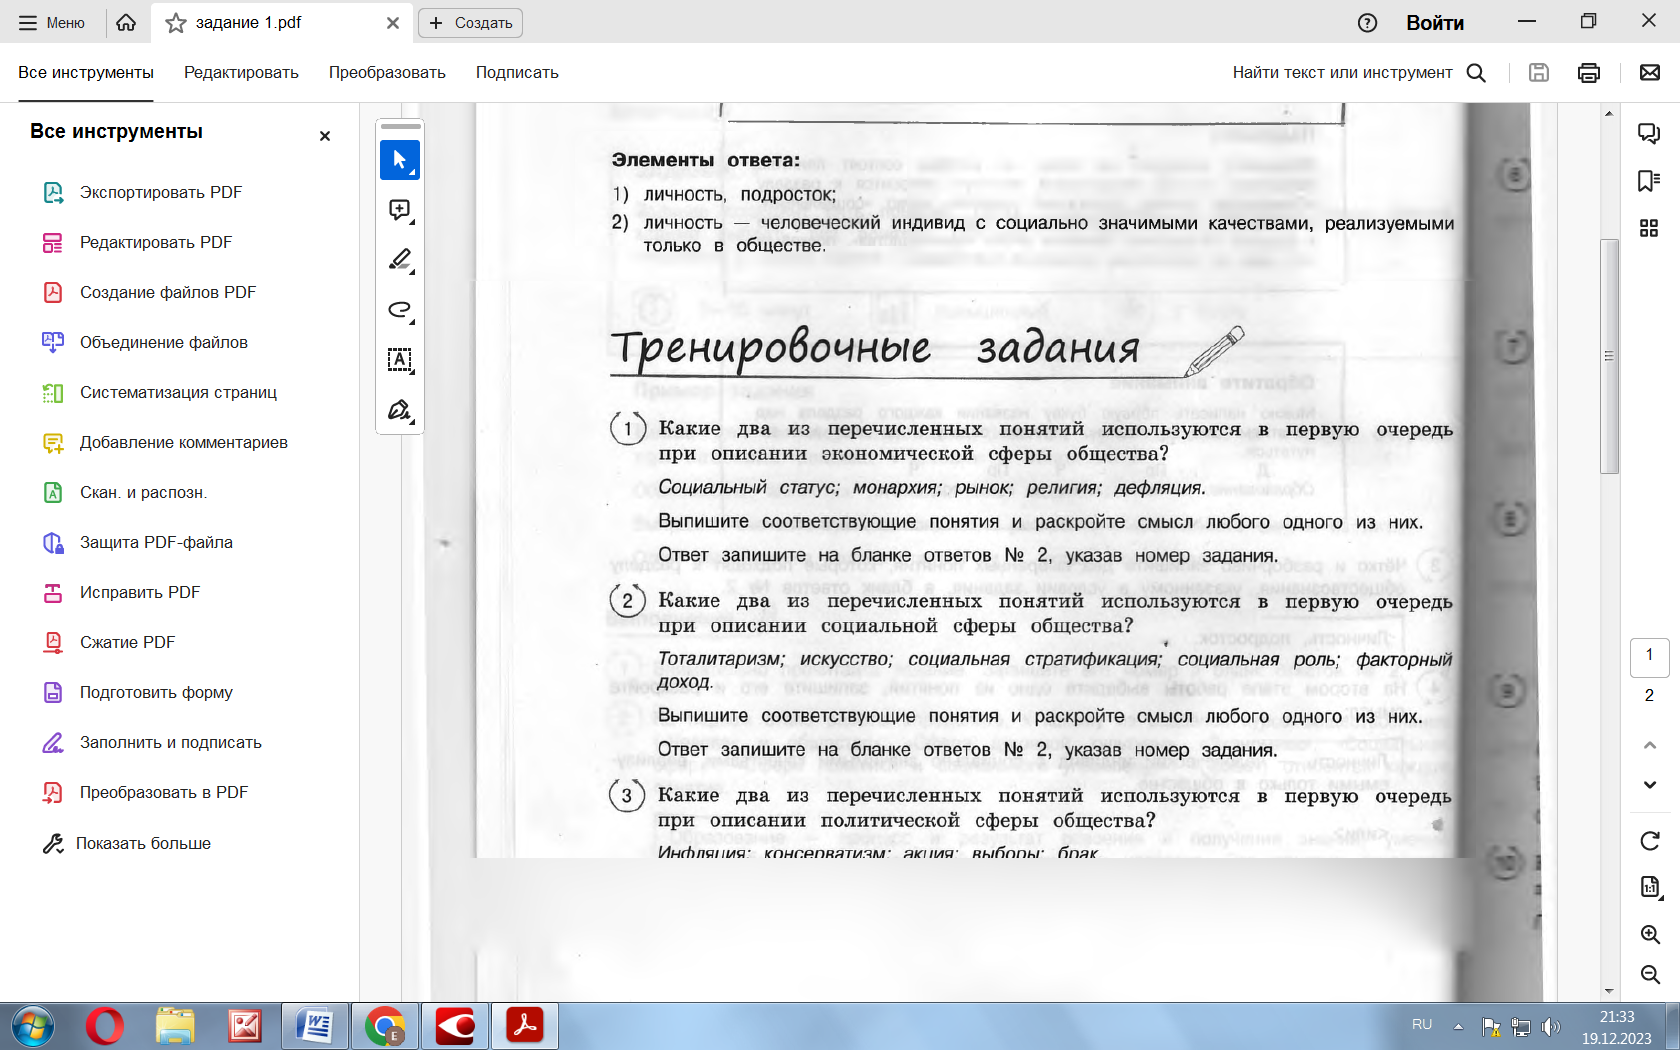 Меню
задание 1.pdf
Создать
Войти
Все инструменты
Редактировать
Преобразовать
Подписать
Найти текст или инструмент
Все инструменты
Экспортировать PDF
Редактировать PDF
Создание файлов PDF
Объединение файлов
Систематизация страниц
Добавление комментариев
Скан. и распозн.
Защита PDF-файла
Исправить PDF
Сжатие PDF
Подготовить форму
Заполнить и подписать
Преобразовать в PDF
Показать больше
Элементы ответа:
1) личность, подросток;
2) личность — человеческий индивид с социально значимыми качествами, реализуемыми
только в обществе.
Тренировочные задания
1 Какие два из перечисленных понятий используются в первую очередь
при описании экономической сферы общества?
Социальный статус; монархия; рынок; религия; дефляция.
Выпишите соответствующие понятия и раскройте смысл любого одного из них.
Ответ запишите на бланке ответов № 2, указав номер задания.
2 Какие два из перечисленных понятий используются в первую очередь
при описании социальной сферы общества?
Тоталитаризм; искусство; социальная стратификация; социальная роль; факторный
доход.
Выпишите соответствующие понятия и раскройте смысл любого одного из них.
Ответ запишите на бланке ответов № 2, указав номер задания.
3 Какие два из перечисленных понятий используются в первую очередь
при описании политической сферы общества?
Инфляция; консерватизм; акция; выборы; брак.
1
2
RU
21:33
19.12.2023